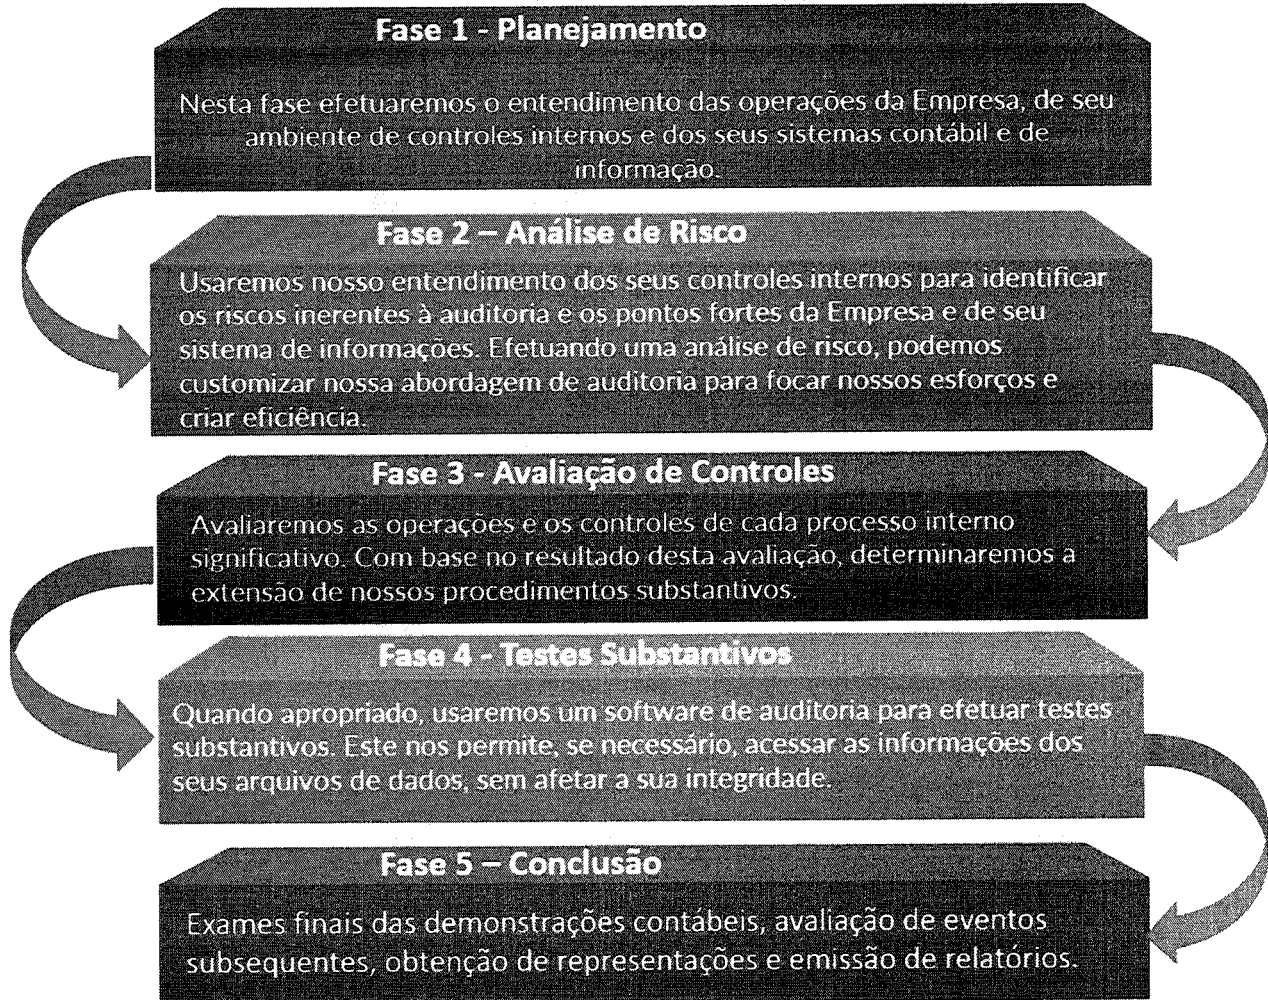 Fase 1 - Planejamento
Nesta fase efetuaremos o entendimento das operações da Empresa, de seu
ambiente de controles internos e dos seus sistemas contábil e de
informação.
Fase 2 – Análise de Risco
Usaremos nosso entendimento dos seus controles internos para identificar
os riscos inerentes à auditoria e os pontos fortes da Empresa e de seu
sistema de informações. Efetuando uma análise de risco, podemos
customizar nossa abordagem de auditoria para focar nossos esforços e
criar eficiência.
Fase 3 - Avaliação de Controles
Avaliaremos as operações e os controles de cada processo interno
significativo. Com base no resultado desta avaliação, determinaremos a
extensão de nossos procedimentos substantivos.
Fase 4 - Testes Substantivos
Quando apropriado, usaremos um software de auditoria para efetuar testes
substantivos. Este nos permite, se necessário, acessar as informações dos
seus arquivos de dados, sem afetar a sua integridade.
Fase 5 – Conclusão
Exames finais das demonstrações contábeis, avaliação de eventos
subsequentes, obtenção de representações e emissão de relatórios.